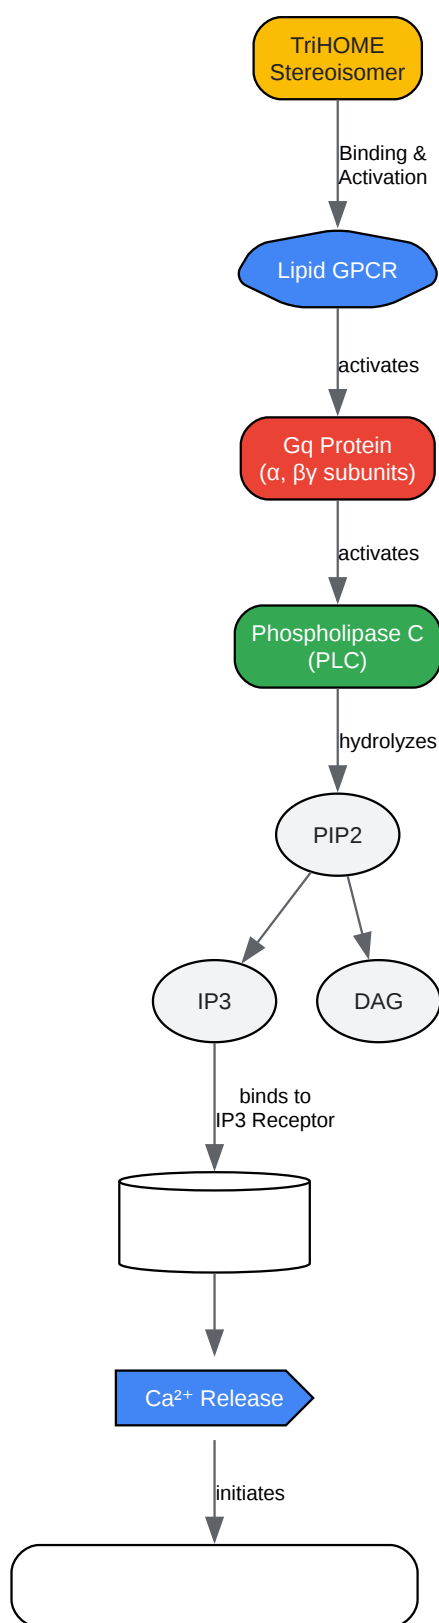 TriHOME
Stereoisomer
Binding &
Activation
Lipid GPCR
activates
Gq Protein
(α, βγ subunits)
activates
Phospholipase C
(PLC)
hydrolyzes
PIP2
IP3
DAG
binds to
IP3 Receptor
Ca²⁺ Release
initiates